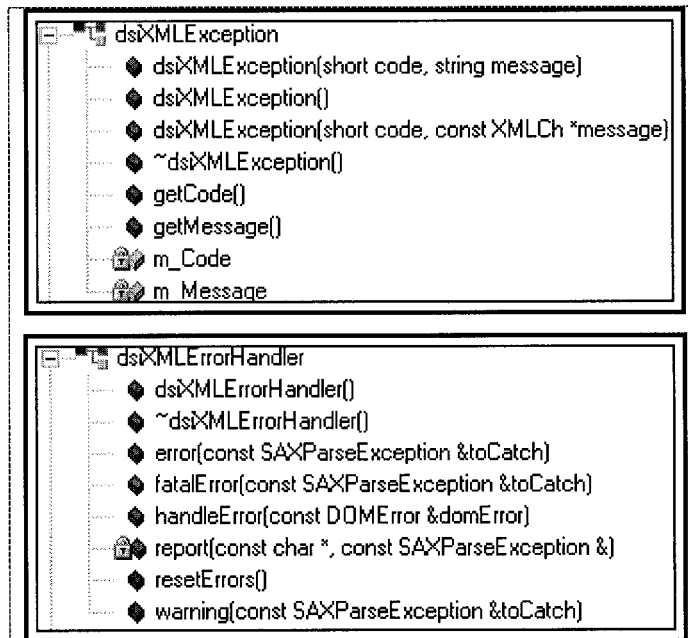 dsiXMLException
dsiXMLException(short code, string message)
dsiXMLException()
dsiXMLException(short code, const XMLCh *message)
~dsiXMLException()
getCode()
getMessage()
m_Code
m_Message
dsiXMLErrorHandler
dsiXMLErrorHandler()
~dsiXMLErrorHandler()
error(const SAXParseException &toCatch)
fatalError(const SAXParseException &toCatch)
handleError(const DOMError &domError)
report(const char *, const SAXParseException &)
resetErrors()
warning(const SAXParseException &toCatch)